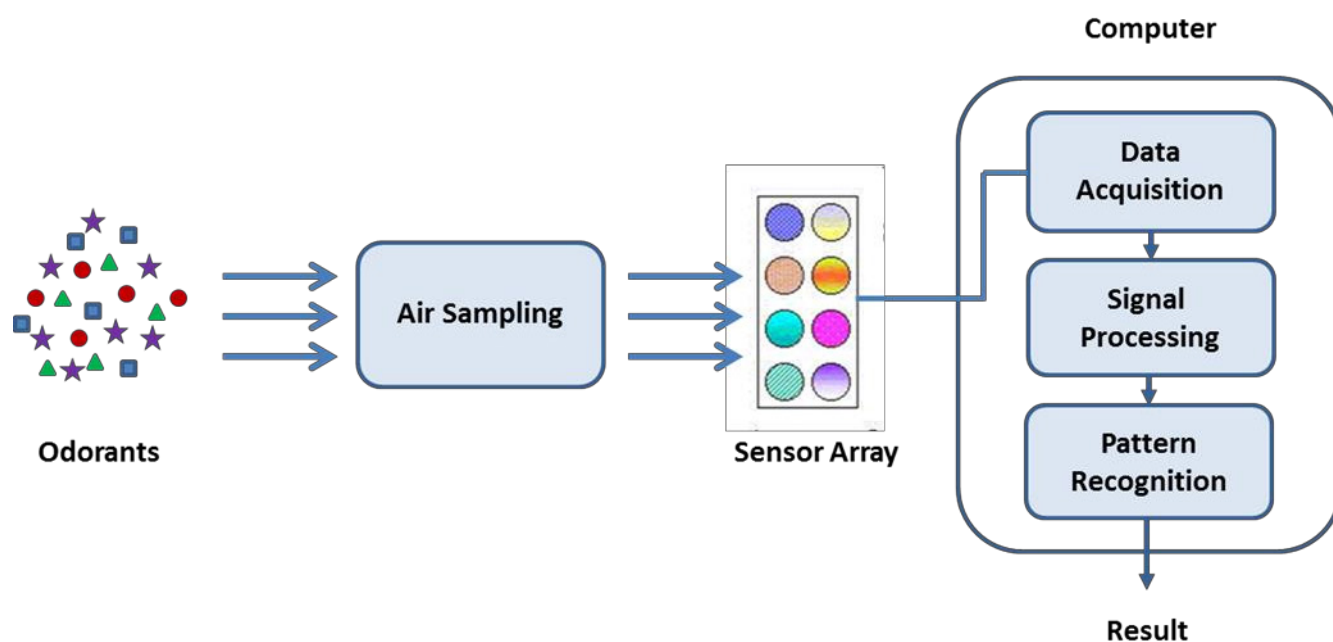 Computer
Data
Acquisition
Air Sampling
Signal
Processing
Odorants
Sensor Array
Pattern
Recognition
Result